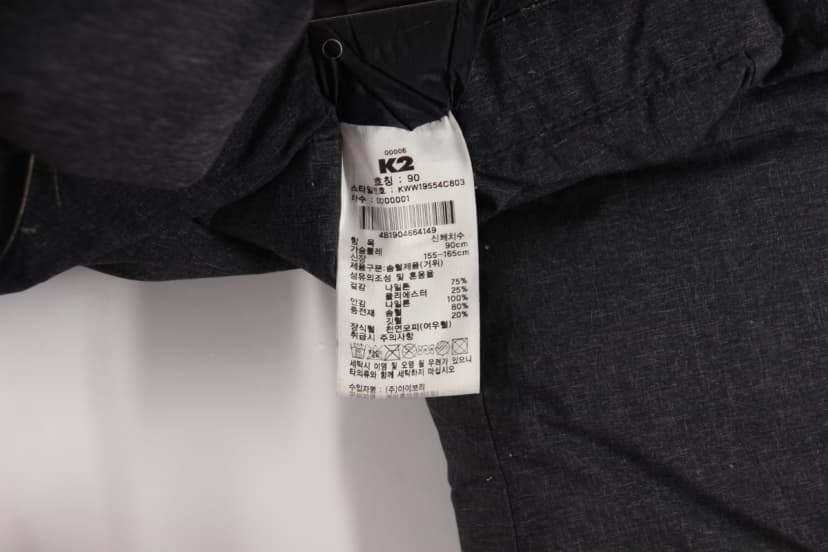 00006
K2
호칭 : 90
스타일번호 : KWW19554C803
차수 : 0000001
481904664149
항 목 신체치수
가슴둘레 90cm
신장 155-165cm
제품구분:솜털제품(거위)
섬유의조성 및 혼용율
겉감 나일론 75%
폴리에스터 25%
안감 나일론 100%
충전재 솜털 80%
깃털 20%
장식털 천연모피(여우털)
취급시 주의사항
세탁시 이염 및 오염 될 우려가 있으니
타의류와 함께 세탁하지 마십시오
수입자명 : (주)아이보리